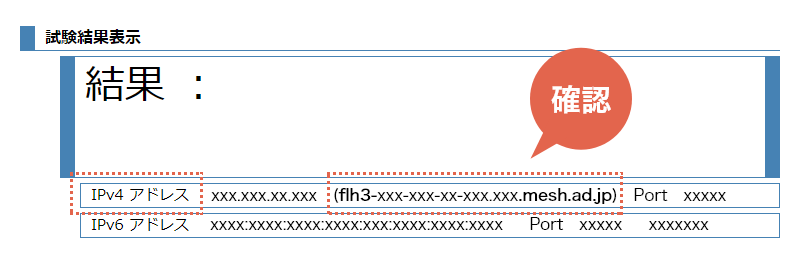 試験結果表示
結果 ：
確認
IPv4 アドレス xxx.xxx.xx.xxx (flh3-xxx-xxx-xx-xxx.xxx.mesh.ad.jp) Port xxxxx
IPv6 アドレス xxxx:xxxx:xxxx:xxxx:xxx:xxxx:xxxx:xxxx Port xxxxx xxxxxxx